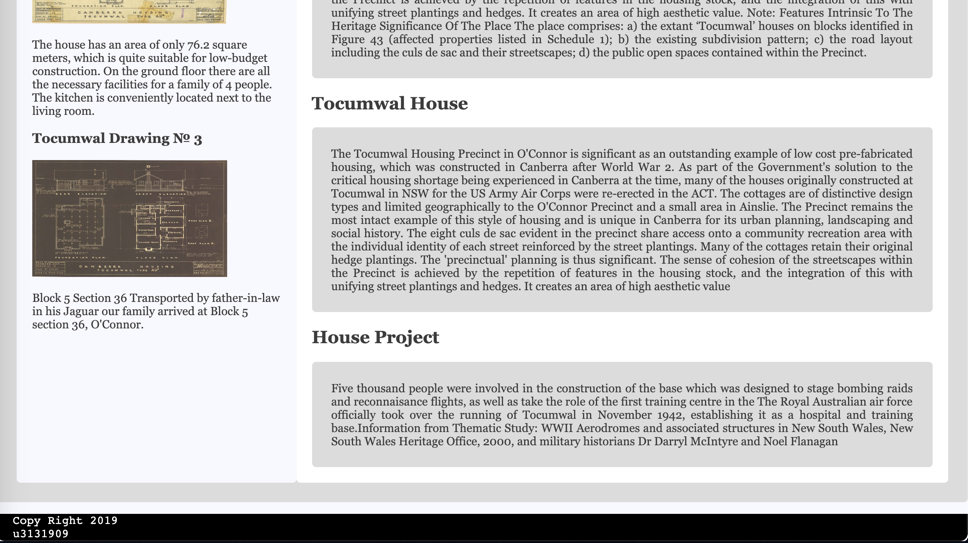 The house has an area of only 76.2 square
meters, which is quite suitable for low-budget
construction. On the ground floor there are all
the necessary facilities for a family of 4 people.
The kitchen is conveniently located next to the
living room.
Tocumwal Drawing № 3
CANBERRA HOUSING
Block 5 Section 36 Transported by father-in-law
in his Jaguar our family arrived at Block 5
section 36, O'Connor.
the Precinct is achieved by the repetition of features in the housing stock, and the integration of this with
unifying street plantings and hedges. It creates an area of high aesthetic value. Note: Features Intrinsic To The
Heritage Significance Of The Place The place comprises: a) the extant 'Tocumwal' houses on blocks identified in
Figure 43 (affected properties listed in Schedule 1); b) the existing subdivision pattern; c) the road layout
including the culs de sac and their streetscapes; d) the public open spaces contained within the Precinct.
Tocumwal House
The Tocumwal Housing Precinct in O'Connor is significant as an outstanding example of low cost pre-fabricated
housing, which was constructed in Canberra after World War 2. As part of the Government's solution to the
critical housing shortage being experienced in Canberra at the time, many of the houses originally constructed at
Tocumwal in NSW for the US Army Air Corps were re-erected in the ACT. The cottages are of distinctive design
types and limited geographically to the O'Connor Precinct and a small area in Ainslie. The Precinct remains the
most intact example of this style of housing and is unique in Canberra for its urban planning, landscaping and
social history. The eight culs de sac evident in the precinct share access onto a community recreation area with
the individual identity of each street reinforced by the street plantings. Many of the cottages retain their original
hedge plantings. The 'precinctual' planning is thus significant. The sense of cohesion of the streetscapes within
the Precinct is achieved by the repetition of features in the housing stock, and the integration of this with
unifying street plantings and hedges. It creates an area of high aesthetic value
House Project
Five thousand people were involved in the construction of the base which was designed to stage bombing raids
and reconnaisance flights, as well as take the role of the first training centre in the The Royal Australian air force
officially took over the running of Tocumwal in November 1942, establishing it as a hospital and training
base.Information from Thematic Study: WWII Aerodromes and associated structures in New South Wales, New
South Wales Heritage Office, 2000, and military historians Dr Darryl McIntyre and Noel Flanagan
Copy Right 2019
u3131909